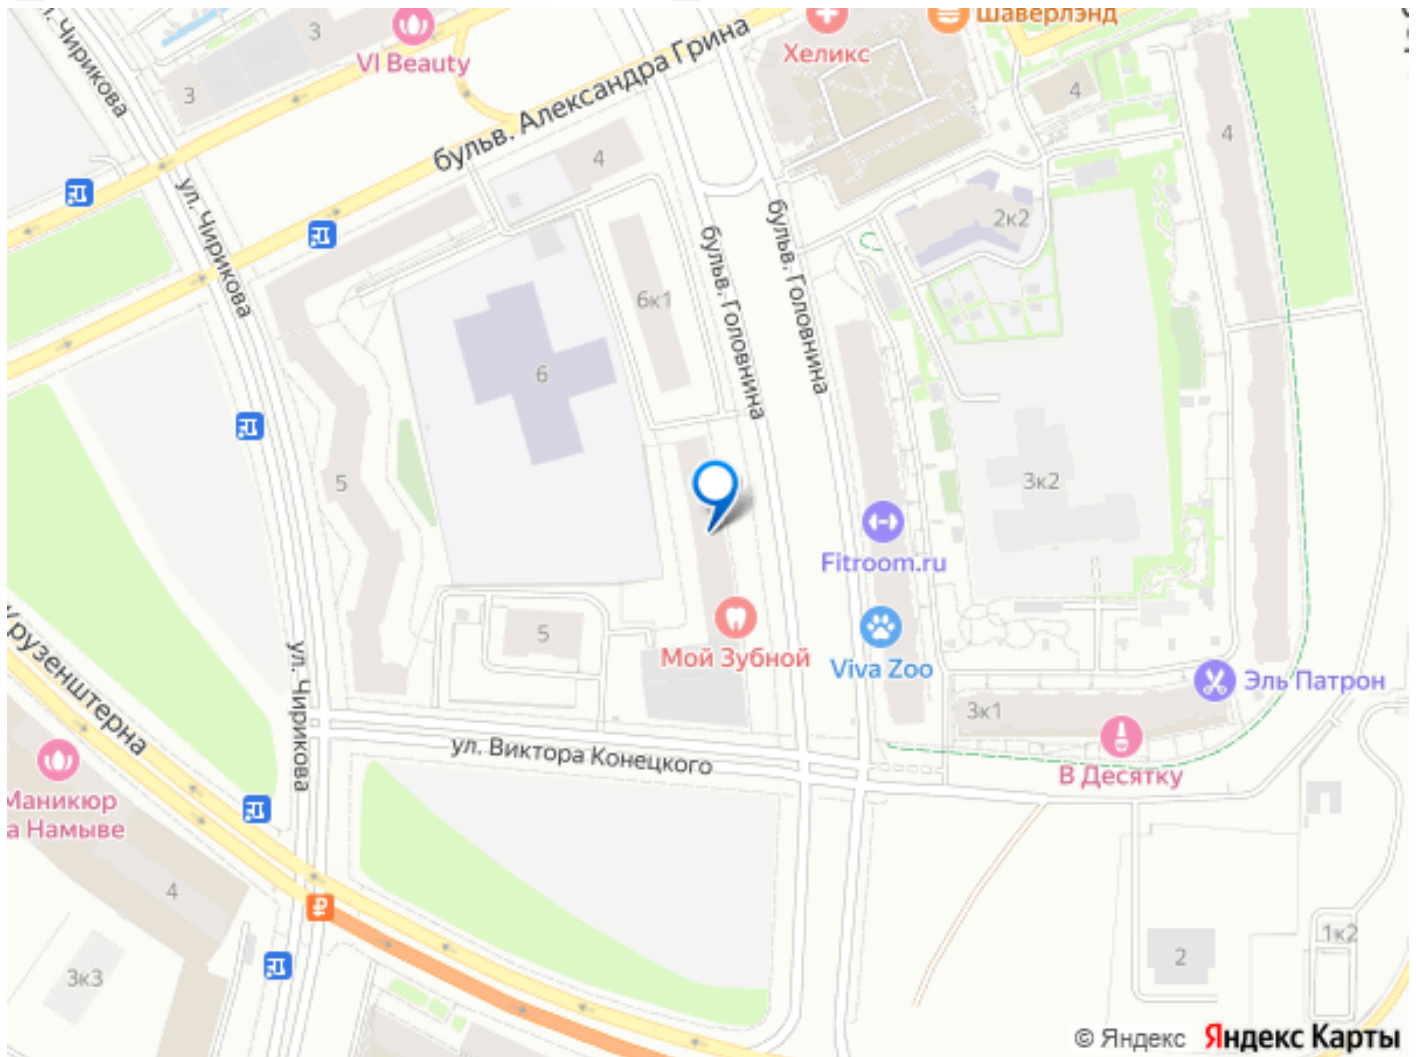 Шаверлэнд
ул. Чирикова
3
VI Beauty
Хеликс
3
бульв. Александра Грина
4
4
4
ул. Чирикова
бульв. Головнина
бульв. Головнина
2к2
6к1
6
5
3к2
Fitroom.ru
5
Мой Зубной
Viva Zoo
Эль Патрон
3к1
Крузенштерна
ул. Чирикова
ул. Виктора Конецкого
В Десятку
Маникюр
а Намыве
4
3к3
1к2
2
© Яндекс Яндекс Карты